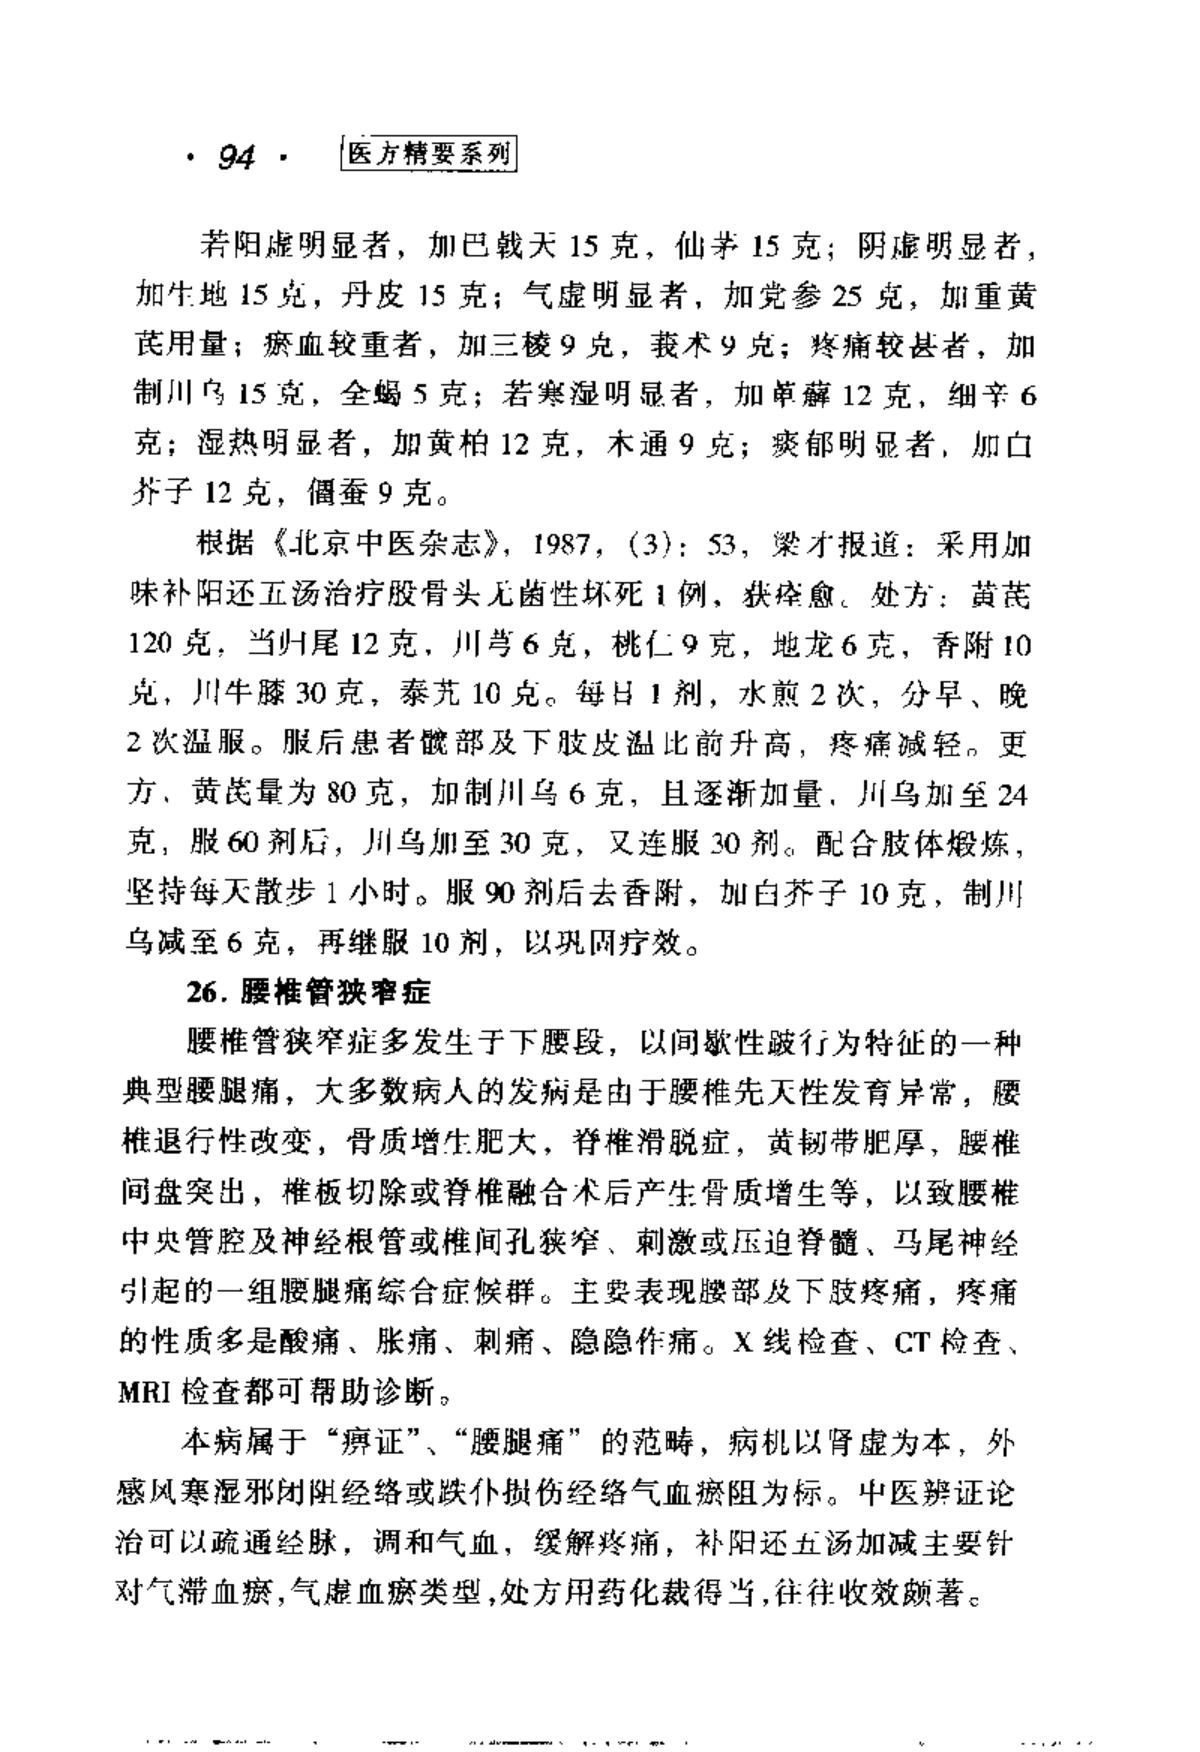 · 94 · 医方精要系列
若阳虚明显者，加巴戟天 15 克，仙茅 15 克；阴虚明显者，
加生地 15 克，丹皮 15 克；气虚明显者，加党参 25 克，加重黄
芪用量；瘀血较重者，加三棱 9 克，莪术 9 克；疼痛较甚者，加
制川乌 15 克，全蝎 5 克；若寒湿明显者，加萆薢 12 克，细辛 6
克；湿热明显者，加黄柏 12 克，木通 9 克；痰郁明显者，加白
芥子 12 克，僵蚕 9 克。
根据《北京中医杂志》，1987，(3)：53，梁才报道：采用加
味补阳还五汤治疗股骨头无菌性坏死 1 例，获痊愈。处方：黄芪
120 克，当归尾 12 克，川芎 6 克，桃仁 9 克，地龙 6 克，香附 10
克，川牛膝 30 克，秦艽 10 克。每日 1 剂，水煎 2 次，分早、晚
2 次温服。服后患者髋部及下肢皮温比前升高，疼痛减轻。更
方，黄芪量为 80 克，加制川乌 6 克，且逐渐加量，川乌加至 24
克，服 60 剂后，川乌加至 30 克，又连服 30 剂。配合肢体煅炼，
坚持每天散步 1 小时。服 90 剂后去香附，加白芥子 10 克，制川
乌减至 6 克，再继服 10 剂，以巩固疗效。
26. 腰椎管狭窄症
腰椎管狭窄症多发生于下腰段，以间歇性跛行为特征的一种
典型腰腿痛，大多数病人的发病是由于腰椎先天性发育异常，腰
椎退行性改变，骨质增生肥大，脊椎滑脱症，黄韧带肥厚，腰椎
间盘突出，椎板切除或脊椎融合术后产生骨质增生等，以致腰椎
中央管腔及神经根管或椎间孔狭窄、刺激或压迫脊髓、马尾神经
引起的一组腰腿痛综合症候群。主要表现腰部及下肢疼痛，疼痛
的性质多是酸痛、胀痛、刺痛、隐隐作痛。X 线检查、CT 检查、
MRI 检查都可帮助诊断。
本病属于“痹证”、“腰腿痛”的范畴，病机以肾虚为本，外
感风寒湿邪闭阻经络或跌仆损伤经络气血瘀阻为标。中医辨证论
治可以疏通经脉，调和气血，缓解疼痛，补阳还五汤加减主要针
对气滞血瘀,气虚血瘀类型,处方用药化裁得当,往往收效颇著。